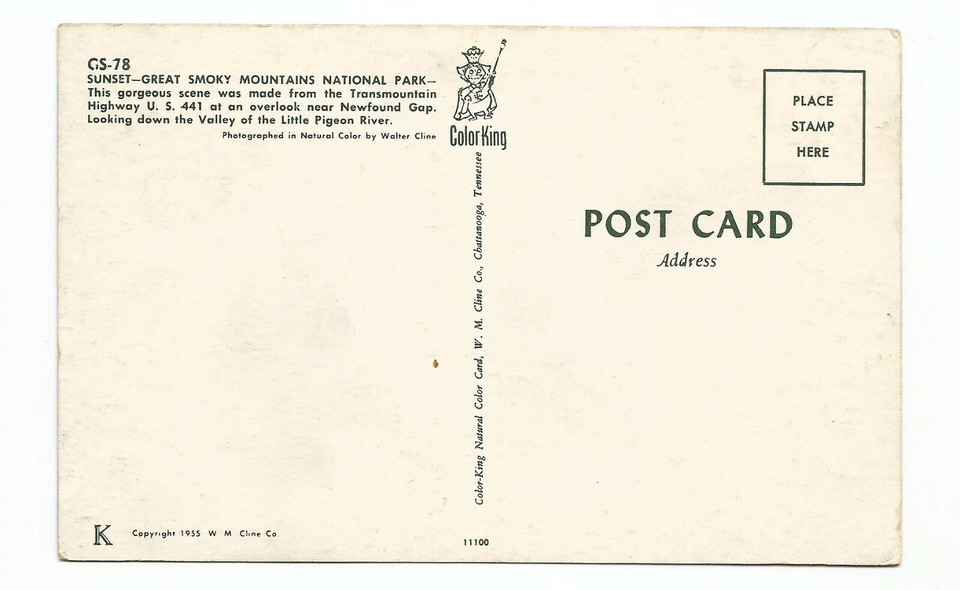 GS-78
SUNSET—GREAT SMOKY MOUNTAINS NATIONAL PARK—
This gorgeous scene was made from the Transmountain
Highway U. S. 441 at an overlook near Newfound Gap.
Looking down the Valley of the Little Pigeon River.
Photographed in Natural Color by Walter Cline
ColorKing
Color-King Natural Color Card, W. M. Cline Co., Chattanooga, Tennessee
PLACE
STAMP
HERE
POST CARD
Address
K Copyright 1955 W M Cline Co.
11100